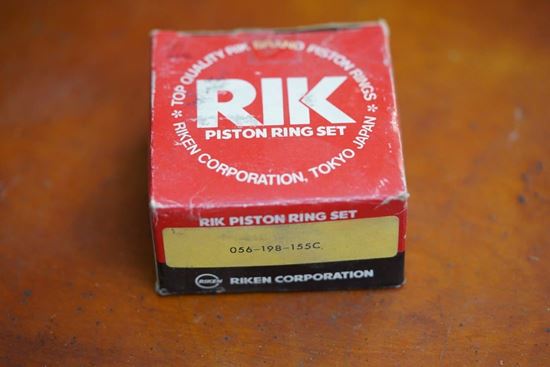 * TOP QUALITY RIK BRAND PISTON RINGS *
RIK
PISTON RING SET
RIKEN CORPORATION, TOKYO JAPAN
RIK PISTON RING SET
056-198-155C
RIKEN RIKEN CORPORATION